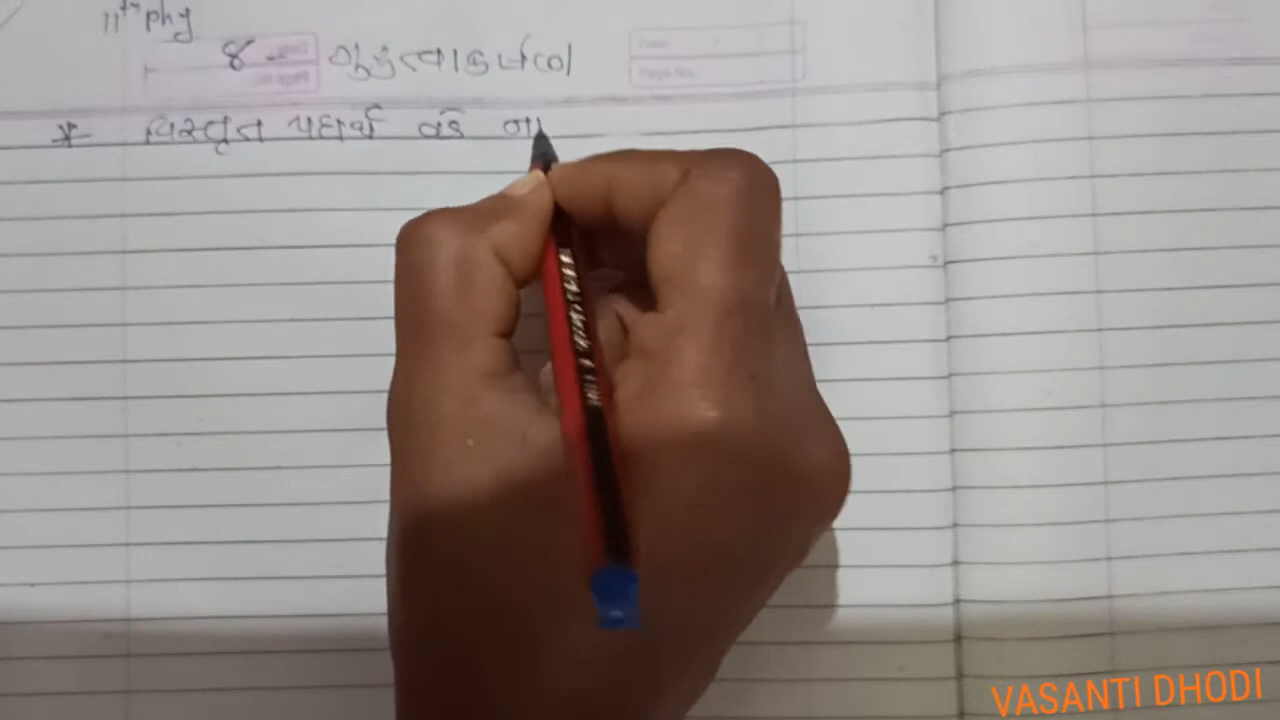 11th phy
8 - ગુરુત્વાકર્ષણ
* વિસ્તૃત પદાર્થ વડે
VASANTI DHODI